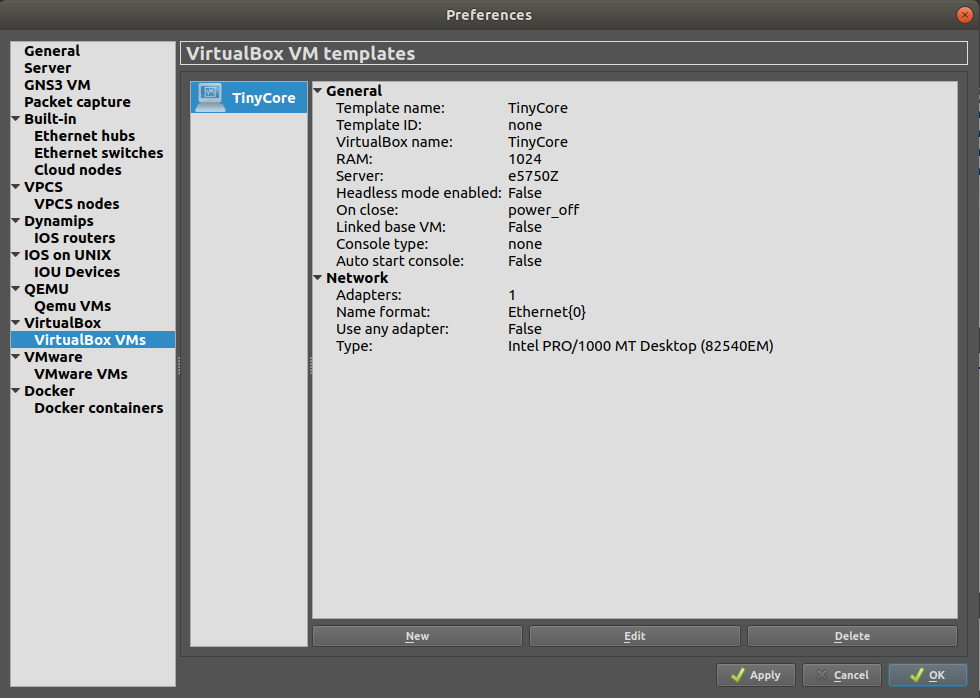 Preferences
General
Server
GNS3 VM
Packet capture
Built-in
Ethernet hubs
Ethernet switches
Cloud nodes
VPCS
VPCS nodes
Dynamips
IOS routers
IOS on UNIX
IOU Devices
QEMU
Qemu VMs
VirtualBox
VirtualBox VMs
VMware
VMware VMs
Docker
Docker containers
VirtualBox VM templates
TinyCore
General
Template name: TinyCore
Template ID: none
VirtualBox name: TinyCore
RAM: 1024
Server: e5750Z
Headless mode enabled: False
On close: power_off
Linked base VM: False
Console type: none
Auto start console: False
Network
Adapters: 1
Name format: Ethernet{0}
Use any adapter: False
Type: Intel PRO/1000 MT Desktop (82540EM)
New Edit Delete
Apply Cancel OK